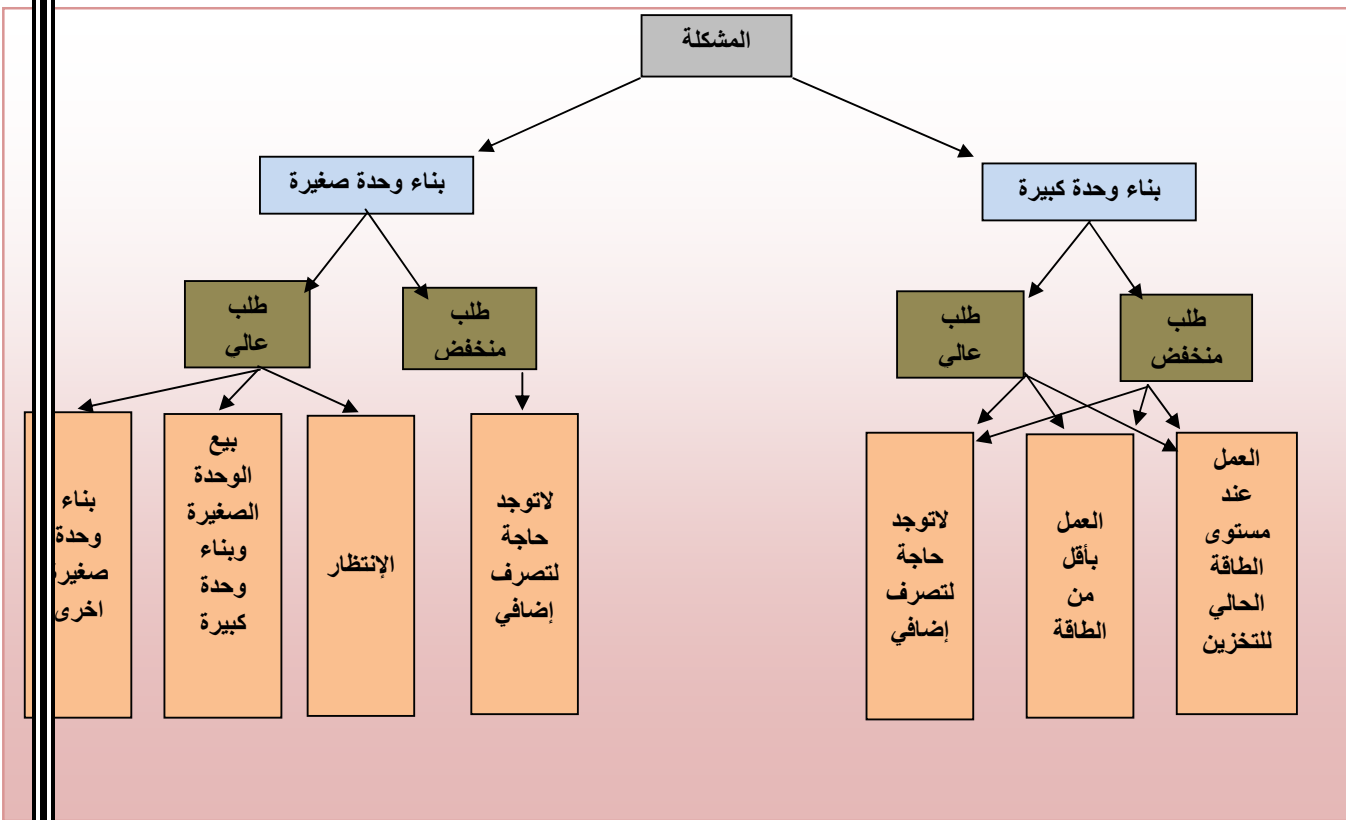 المشكلة
بناء وحدة كبيرة
بناء وحدة صغيرة
طلب
منخفض
طلب
عالي
طلب
منخفض
طلب
عالي
العمل
عند
مستوى
الطاقة
الحالي
للتخزين
العمل
بأقل
من
الطاقة
لاتوجد
حاجة
لتصرف
إضافي
لاتوجد
حاجة
لتصرف
إضافي
الإنتظار
بيع
الوحدة
الصغيرة
وبناء
وحدة
كبيرة
بناء
وحدة
صغيرة
اخرى